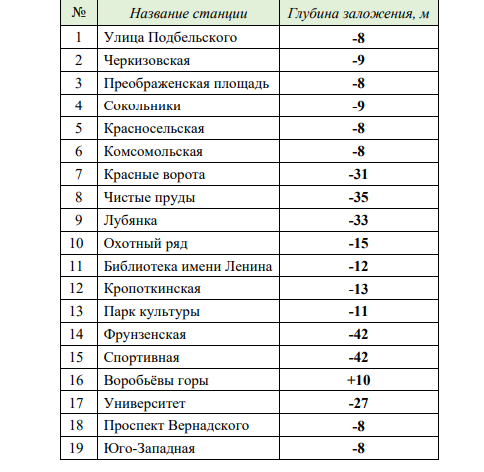 № Название станции Глубина заложения, м
1 Улица Подбельского -8
2 Черкизовская -9
3 Преображенская площадь -8
4 Сокольники -9
5 Красносельская -8
6 Комсомольская -8
7 Красные ворота -31
8 Чистые пруды -35
9 Лубянка -33
10 Охотный ряд -15
11 Библиотека имени Ленина -12
12 Кропоткинская -13
13 Парк культуры -11
14 Фрунзенская -42
15 Спортивная -42
16 Воробьёвы горы +10
17 Университет -27
18 Проспект Вернадского -8
19 Юго-Западная -8